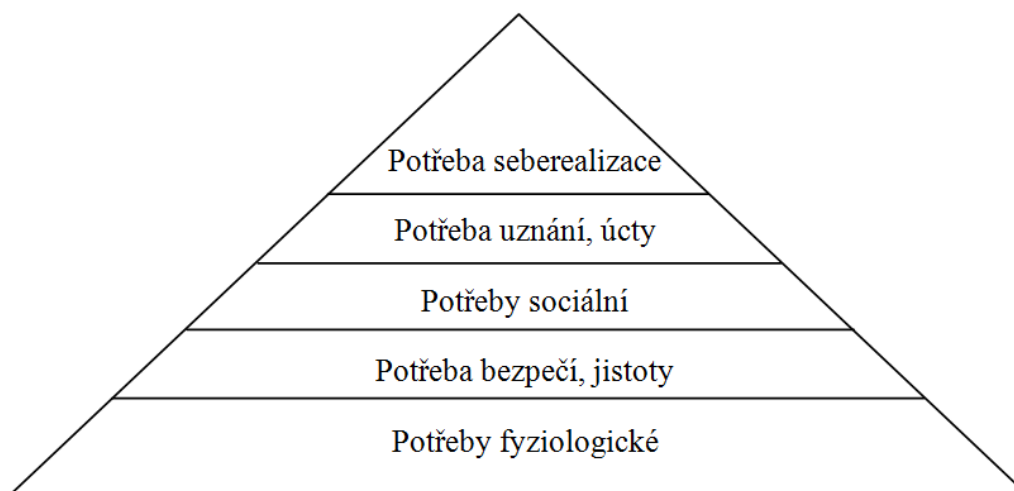 Potřeba seberealizace
Potřeba uznání, úcty
Potřeby sociální
Potřeba bezpečí, jistoty
Potřeby fyziologické